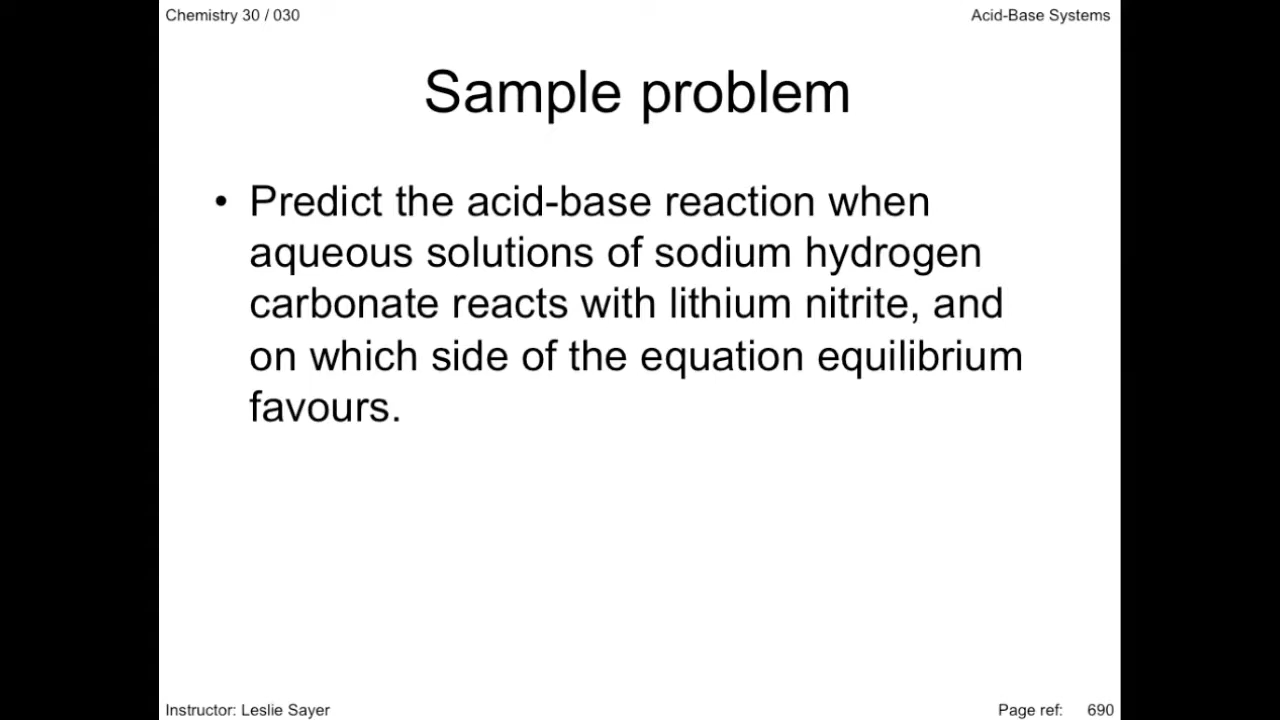 Chemistry 30 / 030
Acid-Base Systems
Sample problem
• Predict the acid-base reaction when
aqueous solutions of sodium hydrogen
carbonate reacts with lithium nitrite, and
on which side of the equation equilibrium
favours.
Instructor: Leslie Sayer
Page ref: 690